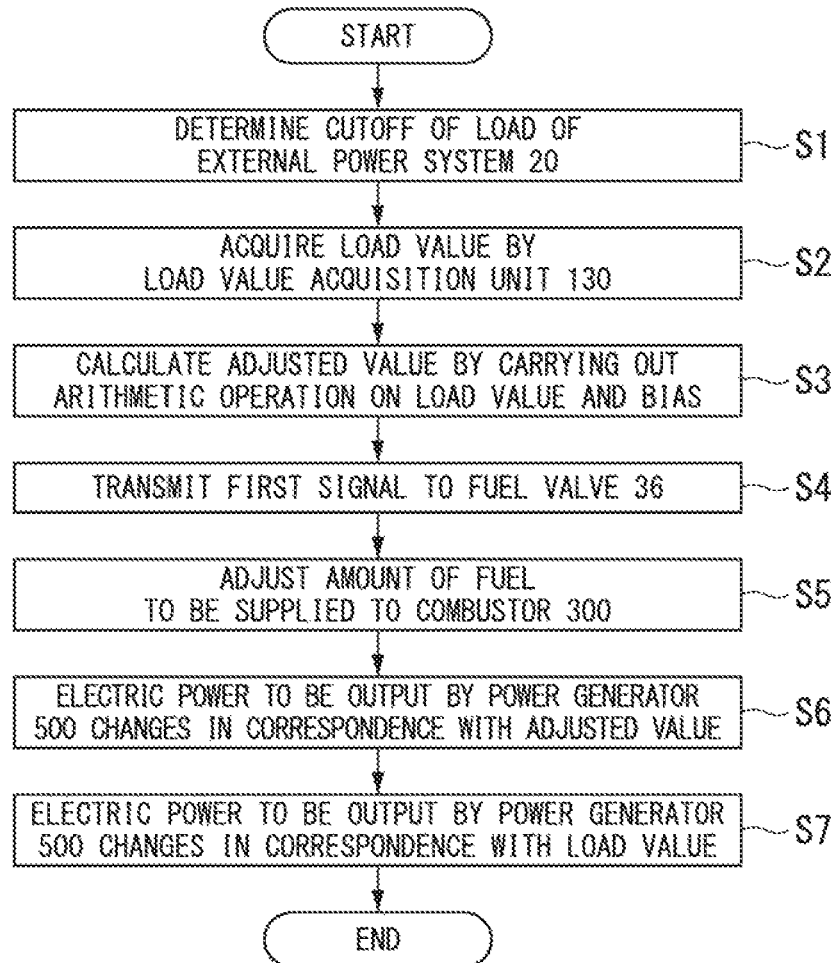 START
DETERMINE CUTOFF OF LOAD OF
EXTERNAL POWER SYSTEM 20
S1
ACQUIRE LOAD VALUE BY
LOAD VALUE ACQUISITION UNIT 130
S2
CALCULATE ADJUSTED VALUE BY CARRYING OUT
ARITHMETIC OPERATION ON LOAD VALUE AND BIAS
S3
TRANSMIT FIRST SIGNAL TO FUEL VALVE 36
S4
ADJUST AMOUNT OF FUEL
TO BE SUPPLIED TO COMBUSTOR 300
S5
ELECTRIC POWER TO BE OUTPUT BY POWER GENERATOR
500 CHANGES IN CORRESPONDENCE WITH ADJUSTED VALUE
S6
ELECTRIC POWER TO BE OUTPUT BY POWER GENERATOR
500 CHANGES IN CORRESPONDENCE WITH LOAD VALUE
S7
END